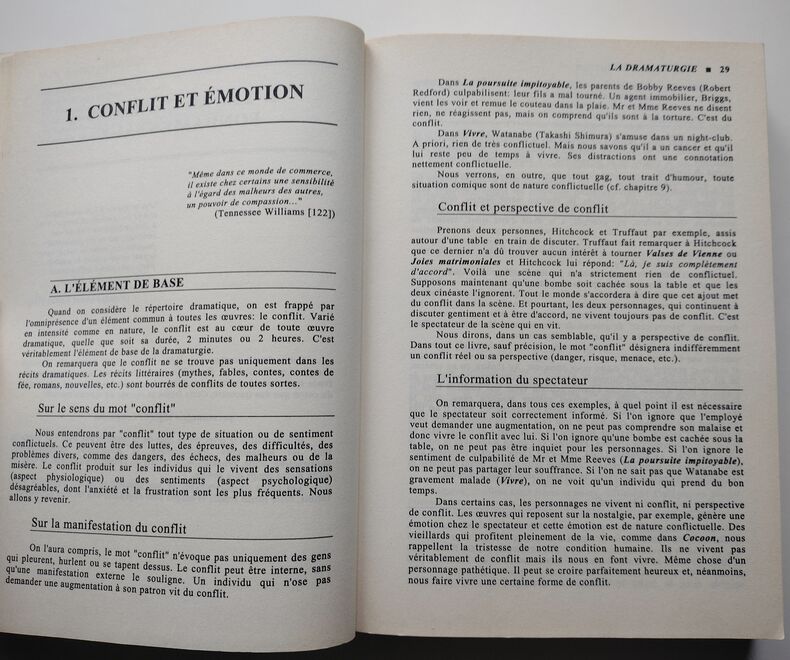 1. CONFLIT ET ÉMOTION
"Même dans ce monde de commerce,
il existe chez certains une sensibilité
à l'égard des malheurs des autres,
un pouvoir de compassion..."
(Tennessee Williams [122])
A. L'ÉLÉMENT DE BASE
Quand on considère le répertoire dramatique, on est frappé par
l'omniprésence d'un élément commun à toutes les œuvres: le conflit. Varié
en intensité comme en nature, le conflit est au cœur de toute œuvre
dramatique, quelle que soit sa durée, 2 minutes ou 2 heures. C'est
véritablement l'élément de base de la dramaturgie.
On remarquera que le conflit ne se trouve pas uniquement dans les
récits dramatiques. Les récits littéraires (mythes, fables, contes, contes de
fée, romans, nouvelles, etc.) sont bourrés de conflits de toutes sortes.
Sur le sens du mot "conflit"
Nous entendrons par "conflit" tout type de situation ou de sentiment
conflictuels. Ce peuvent être des luttes, des épreuves, des difficultés, des
problèmes divers, comme des dangers, des échecs, des malheurs ou de la
misère. Le conflit produit sur les individus qui le vivent des sensations
(aspect physiologique) ou des sentiments (aspect psychologique)
désagréables, dont l'anxiété et la frustration sont les plus fréquents. Nous
allons y revenir.
Sur la manifestation du conflit
On l'aura compris, le mot "conflit" n'évoque pas uniquement des gens
qui pleurent, hurlent ou se tapent dessus. Le conflit peut être interne, sans
qu'une manifestation externe le souligne. Un individu qui n'ose pas
demander une augmentation à son patron vit du conflit.
LA DRAMATURGIE ■ 29
Dans La poursuite impitoyable, les parents de Bobby Reeves (Robert
Redford) culpabilisent: leur fils a mal tourné. Un agent immobilier, Briggs,
vient les voir et remue le couteau dans la plaie. Mr et Mme Reeves ne disent
rien, ne réagissent pas, mais on comprend qu'ils sont à la torture. C'est du
conflit.
Dans Vivre, Watanabe (Takashi Shimura) s'amuse dans un night-club.
A priori, rien de très conflictuel. Mais nous savons qu'il a un cancer et qu'il
lui reste peu de temps à vivre. Ses distractions ont une connotation
nettement conflictuelle.
Nous verrons, en outre, que tout gag, tout trait d'humour, toute
situation comique sont de nature conflictuelle (cf. chapitre 9).
Conflit et perspective de conflit
Prenons deux personnes, Hitchcock et Truffaut par exemple, assis
autour d'une table en train de discuter. Truffaut fait remarquer à Hitchcock
que ce dernier n'a dû trouver aucun intérêt à tourner Valses de Vienne ou
Joies matrimoniales et Hitchcock lui répond: "Là, je suis complètement
d'accord". Voilà une scène qui n'a strictement rien de conflictuel.
Supposons maintenant qu'une bombe soit cachée sous la table et que les
deux cinéastes l'ignorent. Tout le monde s'accordera à dire que cet ajout met
du conflit dans la scène. Et pourtant, les deux personnages, qui continuent à
discuter gentiment et à être d'accord, ne vivent toujours pas de conflit. C'est
le spectateur de la scène qui en vit.
Nous dirons, dans un cas semblable, qu'il y a perspective de conflit.
Dans tout ce livre, sauf précision, le mot "conflit" désignera indifféremment
un conflit réel ou sa perspective (danger, risque, menace, etc.).
L'information du spectateur
On remarquera, dans tous ces exemples, à quel point il est nécessaire
que le spectateur soit correctement informé. Si l'on ignore que l'employé
veut demander une augmentation, on ne peut pas comprendre son malaise et
donc vivre le conflit avec lui. Si l'on ignore qu'une bombe est cachée sous la
table, on ne peut pas être inquiet pour les personnages. Si l'on ignore le
sentiment de culpabilité de Mr et Mme Reeves (La poursuite impitoyable),
on ne peut pas partager leur souffrance. Si l'on ne sait pas que Watanabe est
gravement malade (Vivre), on ne voit qu'un individu qui prend du bon
temps.
Dans certains cas, les personnages ne vivent ni conflit, ni perspective
de conflit. Les œuvres qui reposent sur la nostalgie, par exemple, génère une
émotion chez le spectateur et cette émotion est de nature conflictuelle. Des
vieillards qui profitent pleinement de la vie, comme dans Cocoon, nous
rappellent la tristesse de notre condition humaine. Ils ne vivent pas
véritablement de conflit mais ils nous en font vivre. Même chose d'un
personnage pathétique. Il peut se croire parfaitement heureux et, néanmoins,
nous faire vivre une certaine forme de conflit.